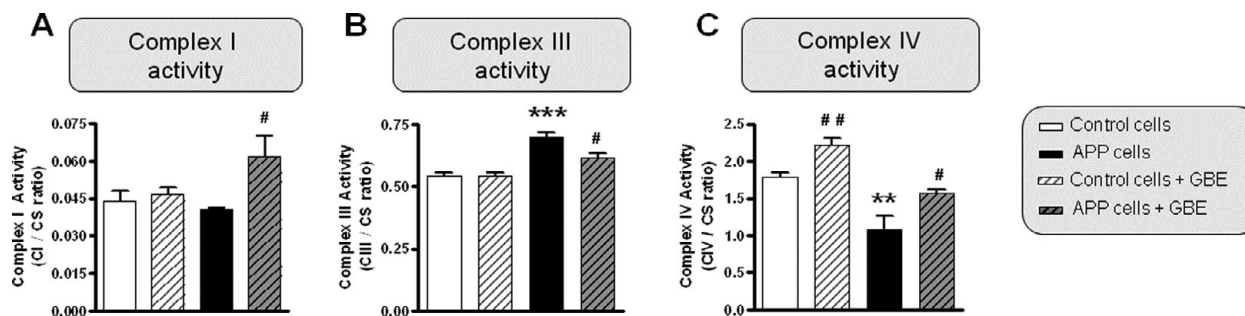 A
Complex I
activity
B
Complex III
activity
C
Complex IV
activity
Complex I Activity
(CI / CS ratio)
0.075
0.060
0.045
0.030
0.015
0.000
#
Complex III Activity
(CIII / CS ratio)
0.75
0.50
0.25
0.00
***
#
Complex IV Activity
(CIV / CS ratio)
2.5
2.0
1.5
1.0
0.5
0.0
# #
**
#
Control cells
APP cells
Control cells + GBE
APP cells + GBE